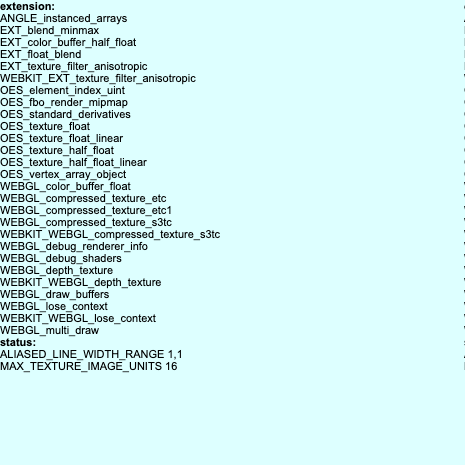 extension:
ANGLE_instanced_arrays
EXT_blend_minmax
EXT_color_buffer_half_float
EXT_float_blend
EXT_texture_filter_anisotropic
WEBKIT_EXT_texture_filter_anisotropic
OES_element_index_uint
OES_fbo_render_mipmap
OES_standard_derivatives
OES_texture_float
OES_texture_float_linear
OES_texture_half_float
OES_texture_half_float_linear
OES_vertex_array_object
WEBGL_color_buffer_float
WEBGL_compressed_texture_etc
WEBGL_compressed_texture_etc1
WEBGL_compressed_texture_s3tc
WEBKIT_WEBGL_compressed_texture_s3tc
WEBGL_debug_renderer_info
WEBGL_debug_shaders
WEBGL_depth_texture
WEBKIT_WEBGL_depth_texture
WEBGL_draw_buffers
WEBGL_lose_context
WEBKIT_WEBGL_lose_context
WEBGL_multi_draw
status:
ALIASED_LINE_WIDTH_RANGE 1,1
MAX_TEXTURE_IMAGE_UNITS 16